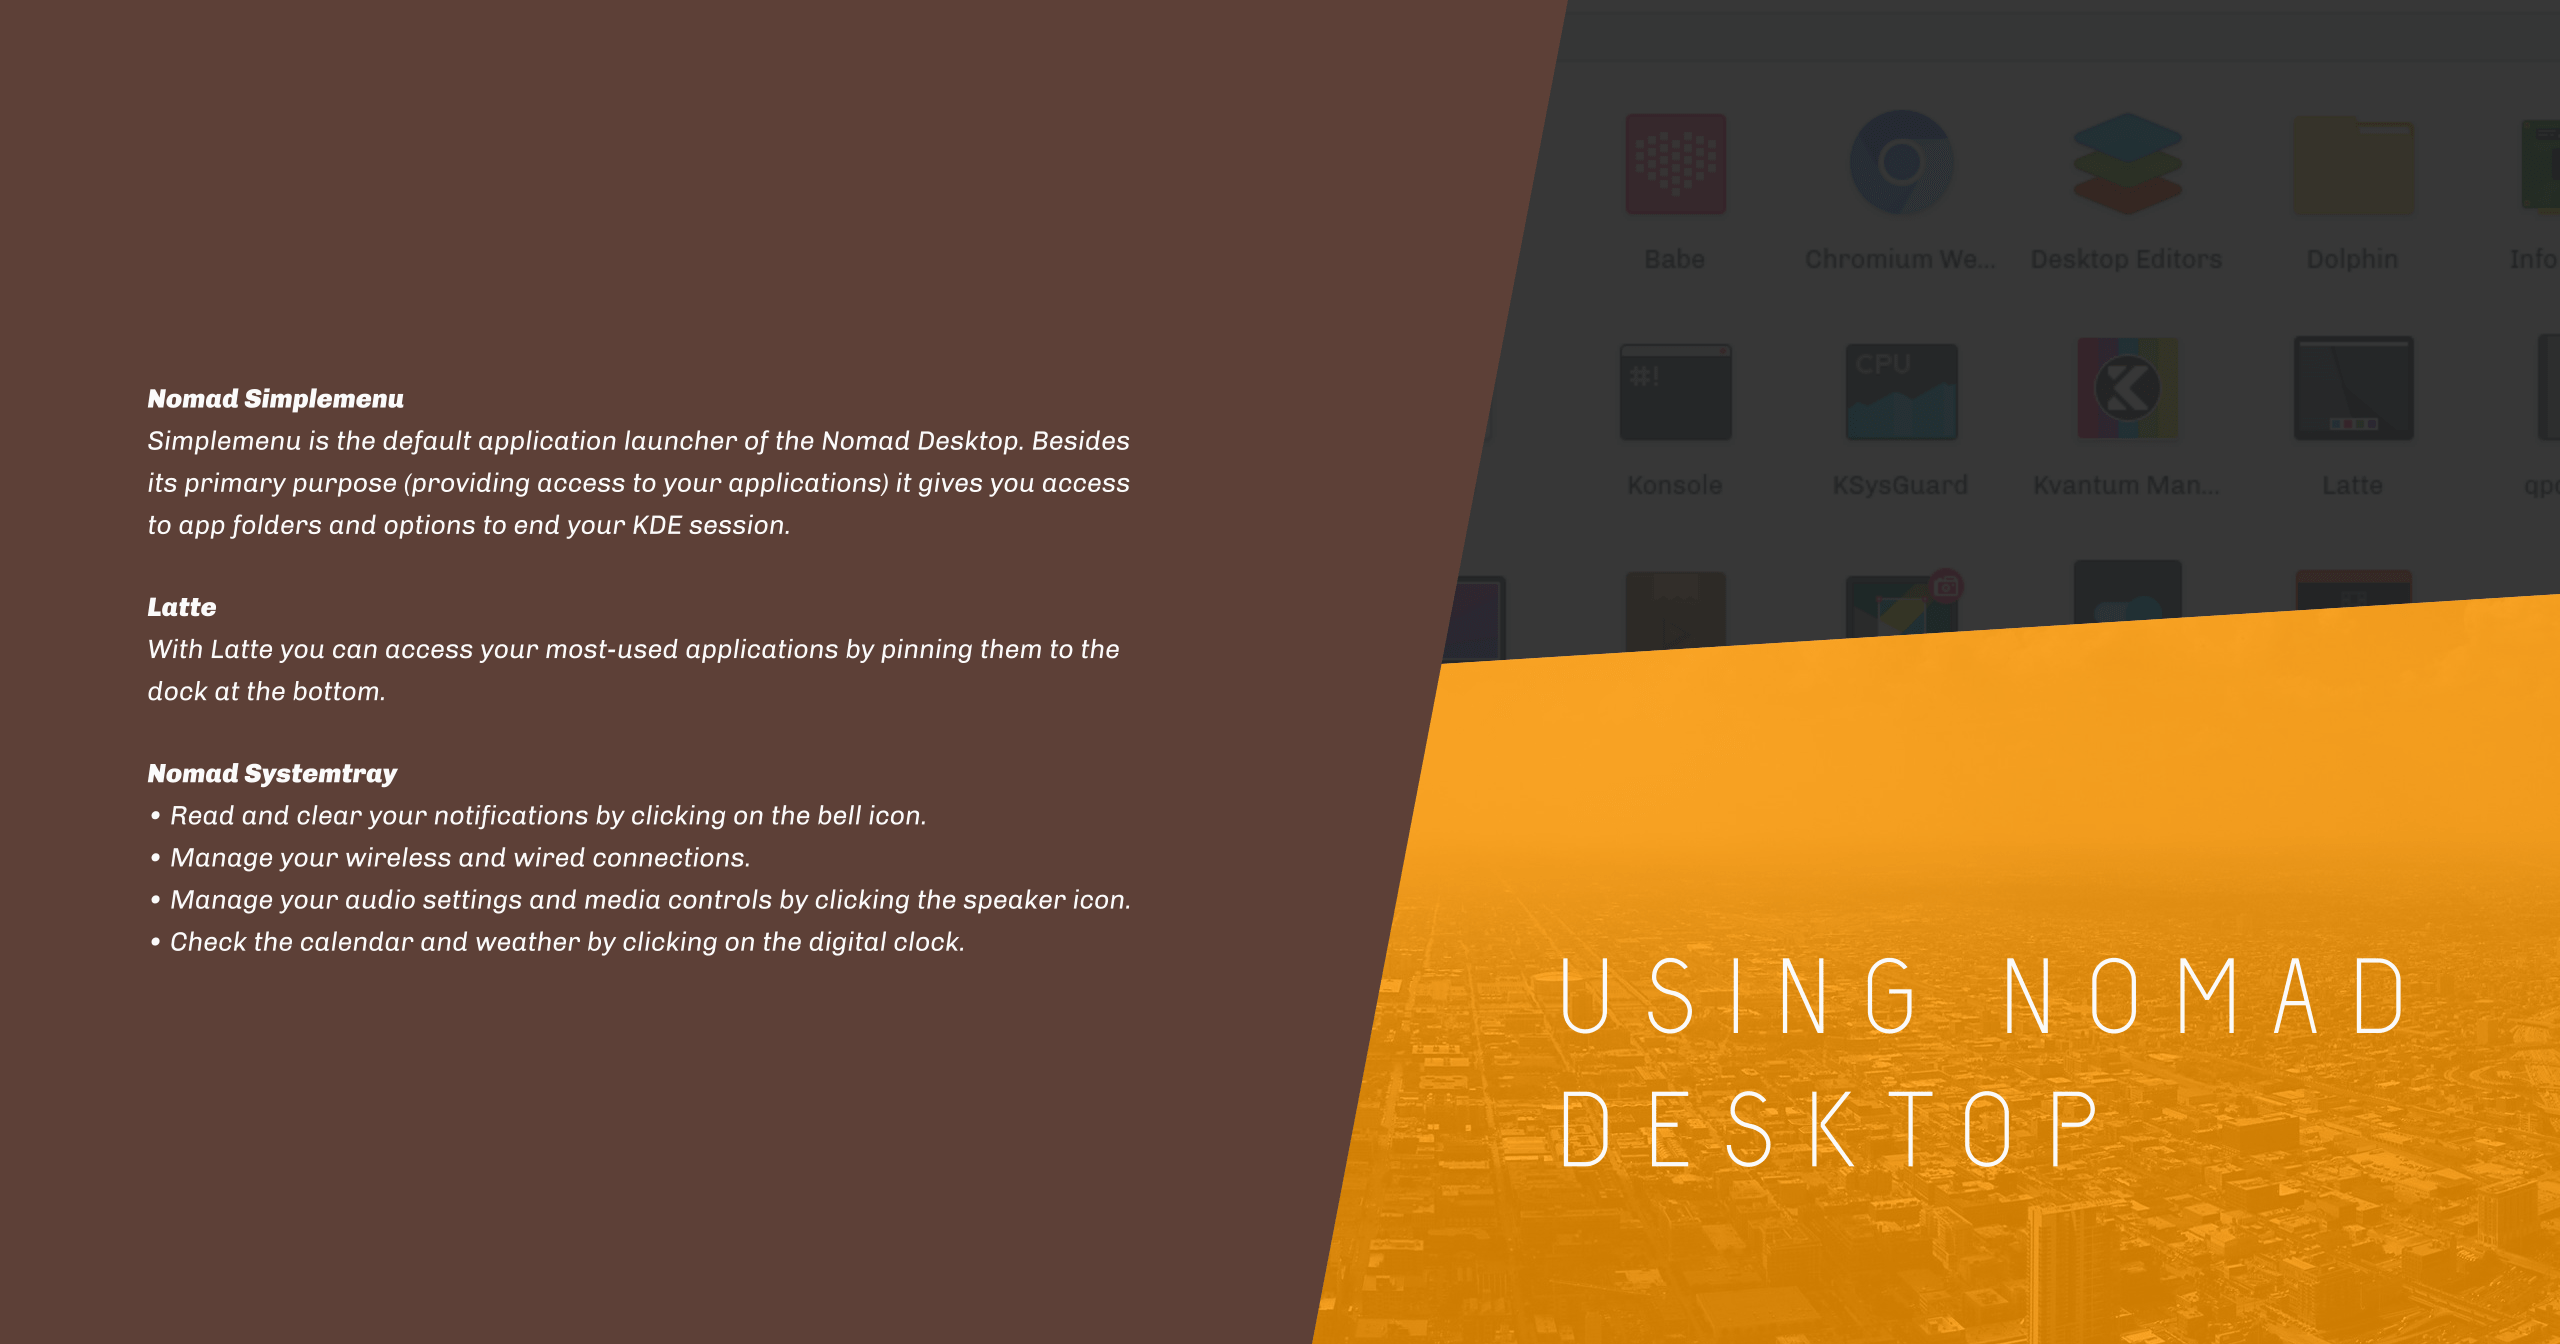 Nomad Simplemenu
Simplemenu is the default application launcher of the Nomad Desktop. Besides
its primary purpose (providing access to your applications) it gives you access
to app folders and options to end your KDE session.
Latte
With Latte you can access your most-used applications by pinning them to the
dock at the bottom.
Nomad Systemtray
• Read and clear your notifications by clicking on the bell icon.
• Manage your wireless and wired connections.
• Manage your audio settings and media controls by clicking the speaker icon.
• Check the calendar and weather by clicking on the digital clock.
Babe Chromium We... Desktop Editors Dolphin Info
#! CPU
Konsole KSysGuard Kvantum Man... Latte
USING NOMAD
DESKTOP